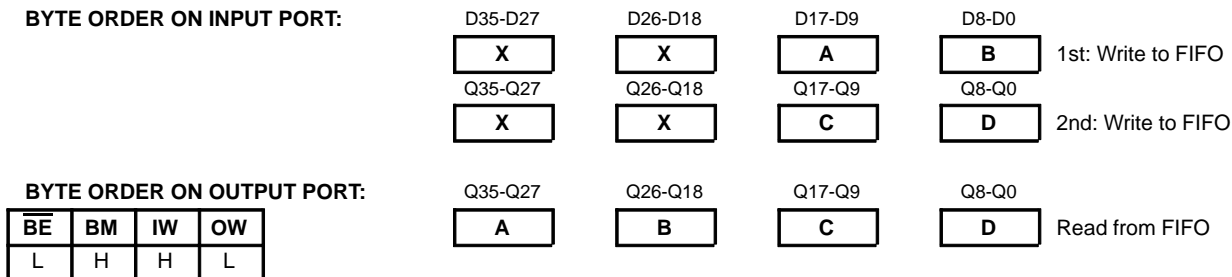 BYTE ORDER ON INPUT PORT: D35-D27 D26-D18 D17-D9 D8-D0
X X A B 1st: Write to FIFO
Q35-Q27 Q26-Q18 Q17-Q9 Q8-Q0
X X C D 2nd: Write to FIFO
BYTE ORDER ON OUTPUT PORT: Q35-Q27 Q26-Q18 Q17-Q9 Q8-Q0
BE BM IW OW A B C D Read from FIFO
L H H L